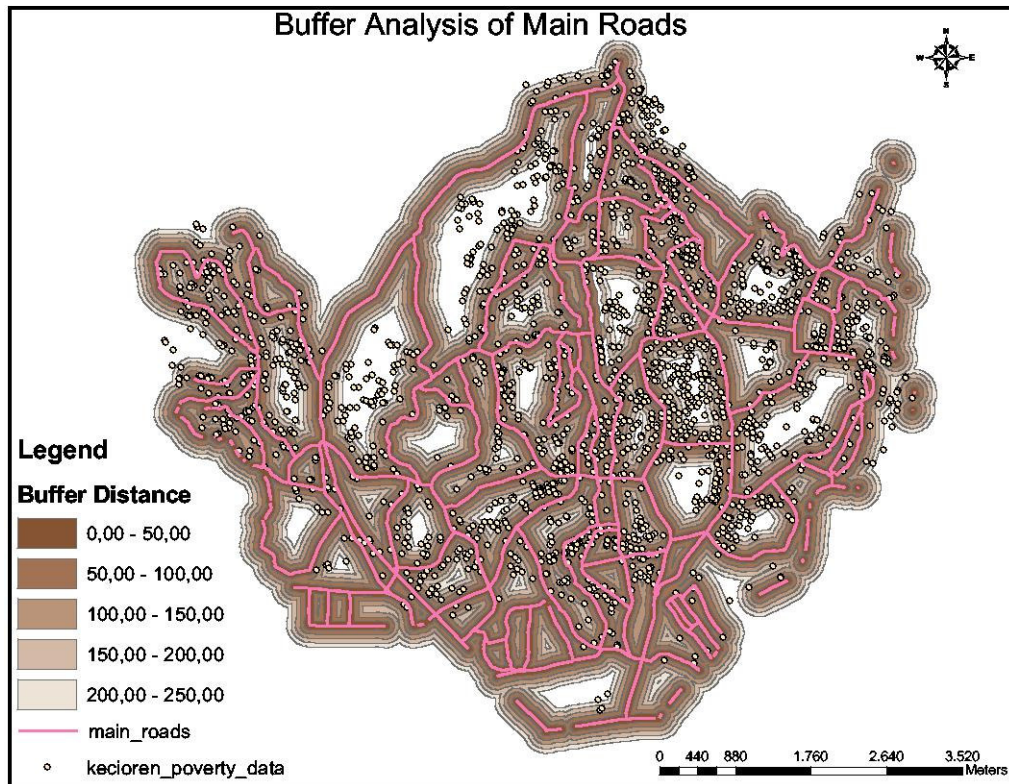 Buffer Analysis of Main Roads
N
W E
S
Legend
Buffer Distance
0,00 - 50,00
50,00 - 100,00
100,00 - 150,00
150,00 - 200,00
200,00 - 250,00
main_roads
kecioren_poverty_data
0 440 880 1.760 2.640 3.520
Meters